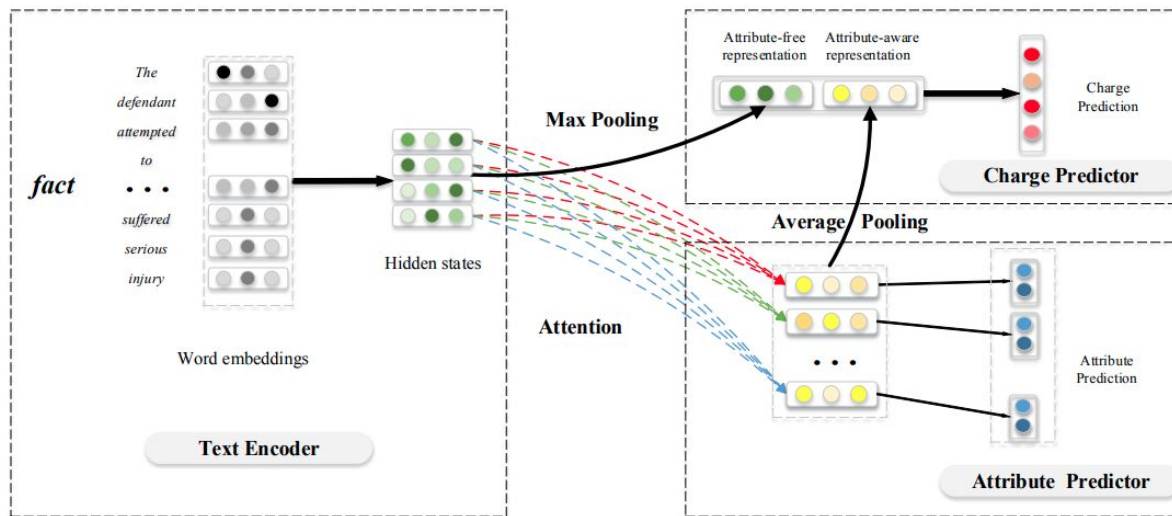 The
defendant
attempted
to
fact
• • •
suffered
serious
injury
Word embeddings
Hidden states
Text Encoder
Max Pooling
Attention
Average Pooling
Attribute-free
representation
Attribute-aware
representation
Charge
Prediction
Charge Predictor
• • •
Attribute
Prediction
Attribute Predictor